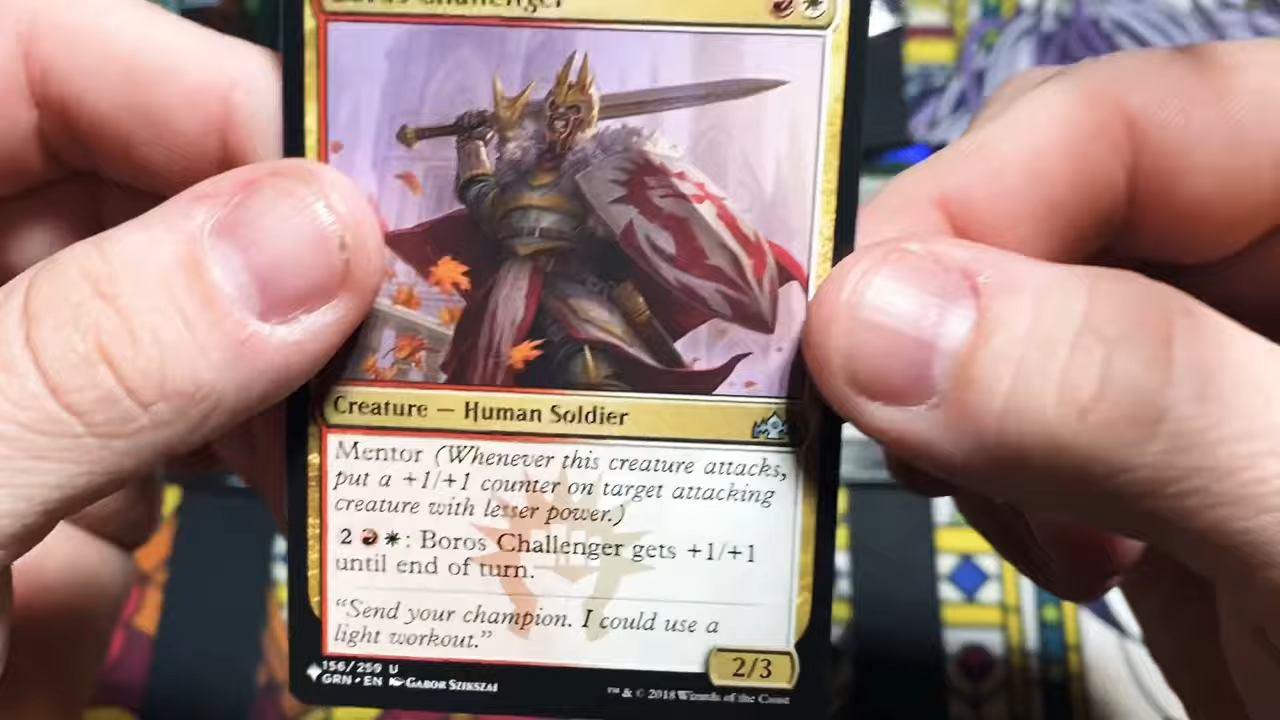 Boros Challenger
Creature — Human Soldier
Mentor (Whenever this creature attacks,
put a +1/+1 counter on target attacking
creature with lesser power.)
2 : Boros Challenger gets +1/+1
until end of turn.
“Send your champion. I could use a
light workout.”
2/3
156/259 U
GRN • EN Gabor Szikszai
™ & © 2018 Wizards of the Coast